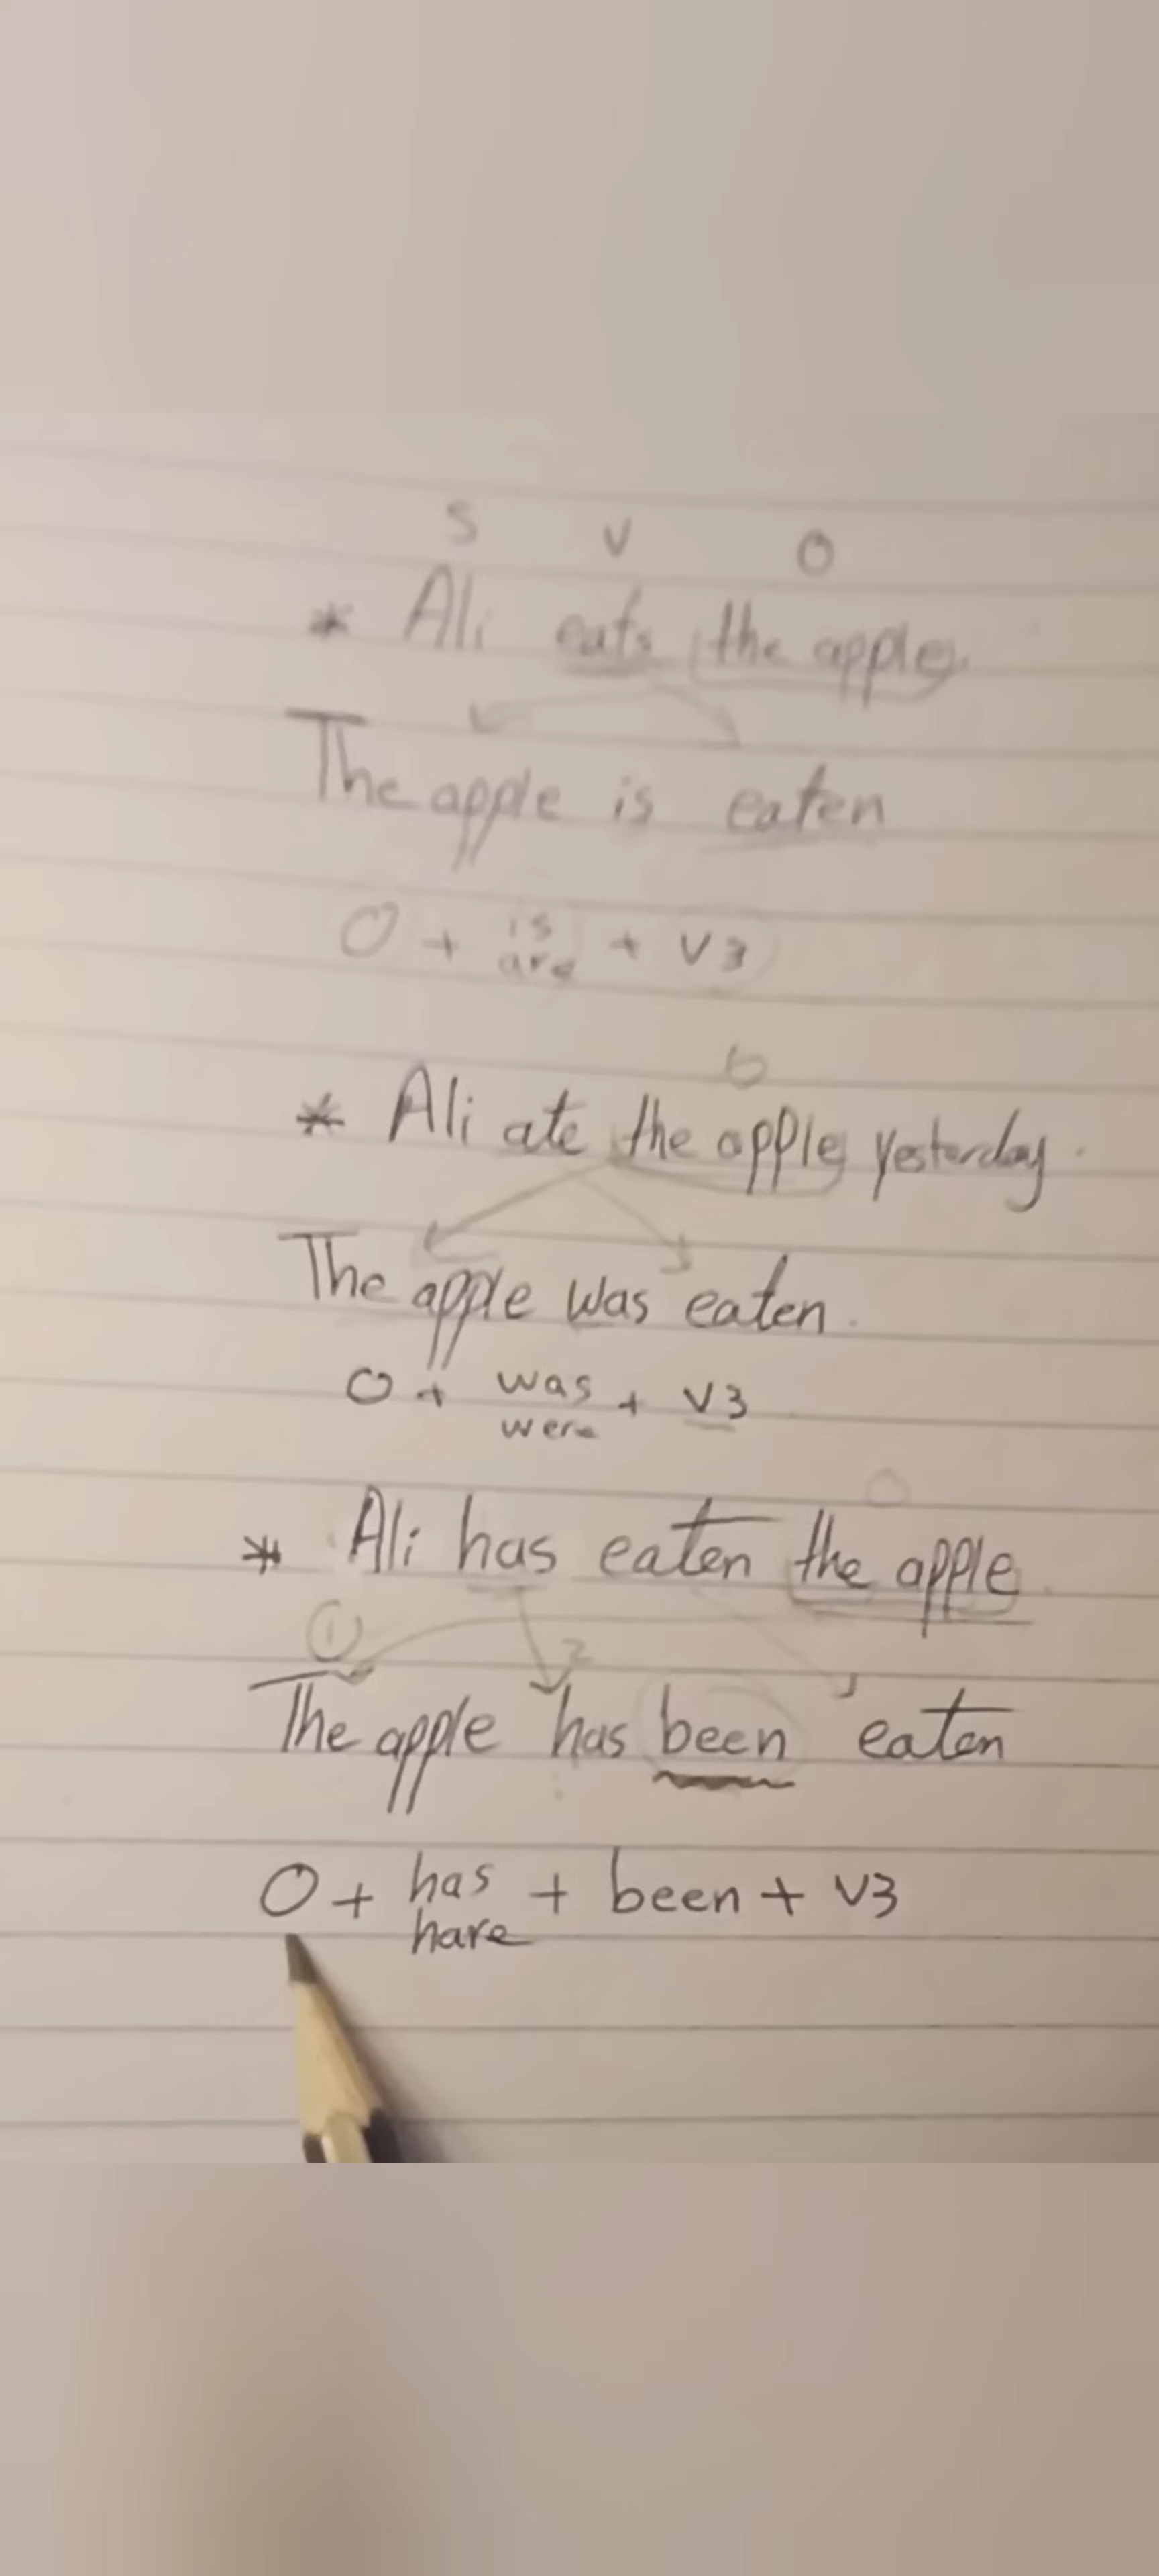 S V O
* Ali eats the apple.
The apple is eaten
O + is + V3
are
O
* Ali ate the apple yesterday.
The apple was eaten.
O + was + V3
were
O
* Ali has eaten the apple.
1 2
The apple has been eaten
O + has + been + V3
have